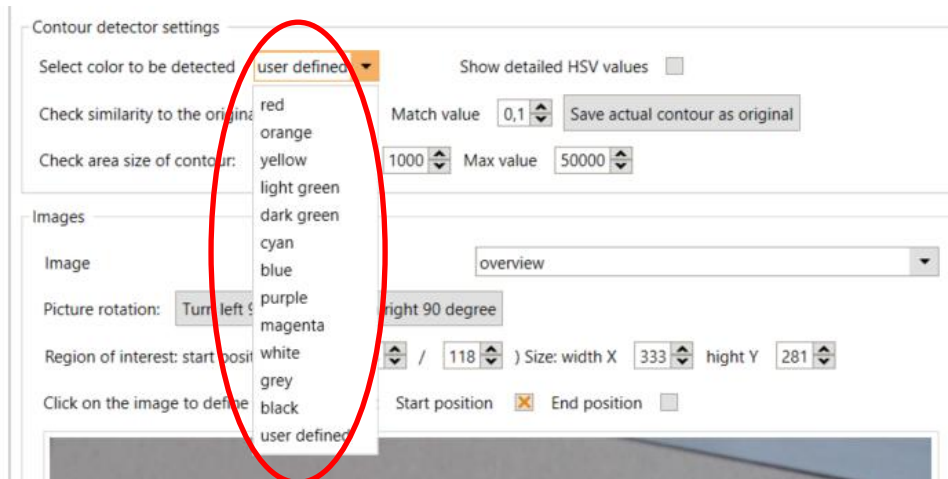 Contour detector settings
Select color to be detected user defined Show detailed HSV values
red
Check similarity to the Match value 0,1 Save actual contour as original
orange
Check area size of contour: yellow 1000 Max value 50000
light green
dark green
Images
cyan
Image overview
blue
purple
Picture rotation: Turn left right 90 degree
magenta
Region of interest: start white / 118 ) Size: width X 333 hight Y 281
grey
Click on the image to define black Start position End position
user defined